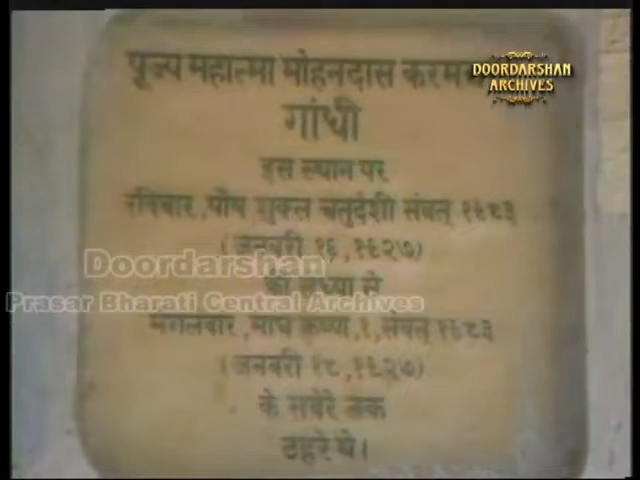 पूज्य महात्मा मोहनदास
गांधी
इस स्थान पर
रविवार, पौष शुक्ल चतुर्दशी संवत् १९८३
(जनवरी १६, १९२७)
की सन्ध्या से
मंगलवार, माघ कृष्ण, १, संवत् १९८३
(जनवरी १८, १९२७)
के सवेरे तक
ठहरे थे।
DOORDARSHAN
ARCHIVES
Doordarshan
Prasar Bharati Central Archives